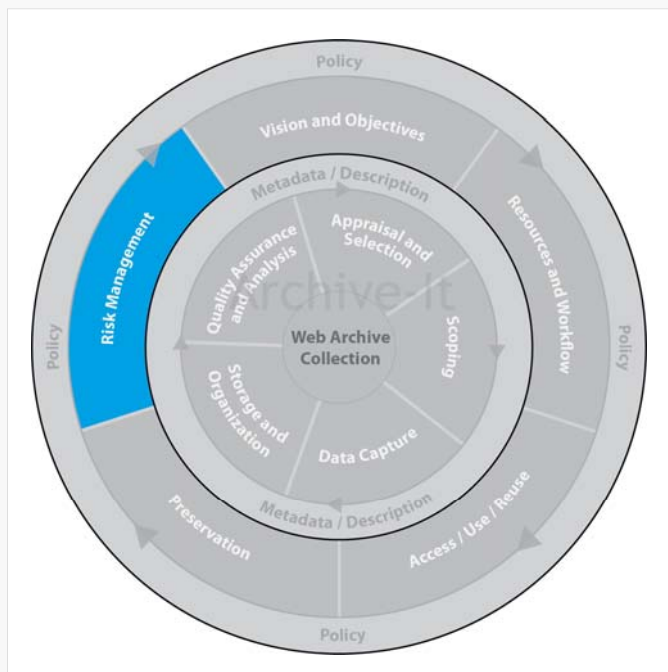 Policy
Vision and Objectives
Metadata / Description
Appraisal and
Selection
Quality Assurance
and Analysis
Archive-It
Resources and Workflow
Risk Management
Policy
Policy
Web Archive
Collection
Scoping
Storage and
Organization
Data Capture
Metadata / Description
Preservation
Access / Use / Reuse
Policy